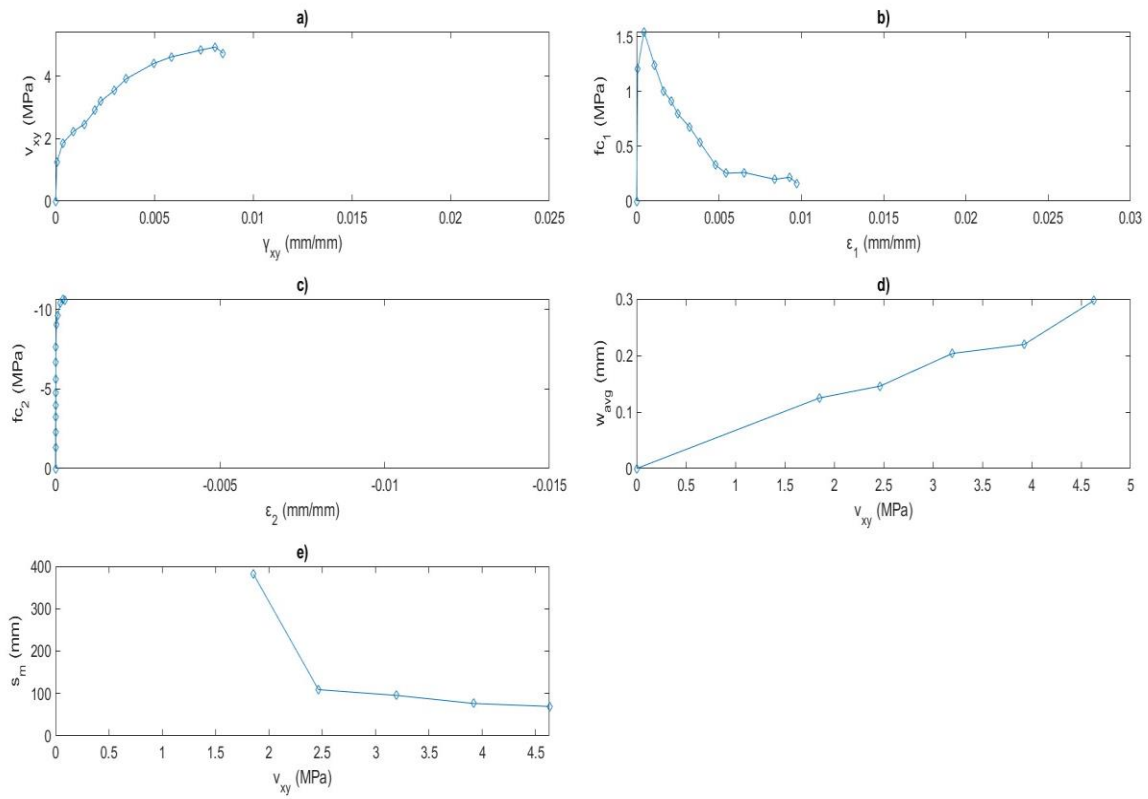 a)
v_xy (MPa)
4
2
0
0 0.005 0.01 0.015 0.02 0.025
γ_xy (mm/mm)
b)
fc_1 (MPa)
1.5
1
0.5
0
0 0.005 0.01 0.015 0.02 0.025 0.03
ε_1 (mm/mm)
c)
fc_2 (MPa)
-10
-5
0
0 -0.005 -0.01 -0.015
ε_2 (mm/mm)
d)
w_avg (mm)
0.3
0.2
0.1
0
0 0.5 1 1.5 2 2.5 3 3.5 4 4.5 5
v_xy (MPa)
e)
s_m (mm)
400
300
200
100
0
0 0.5 1 1.5 2 2.5 3 3.5 4 4.5
v_xy (MPa)